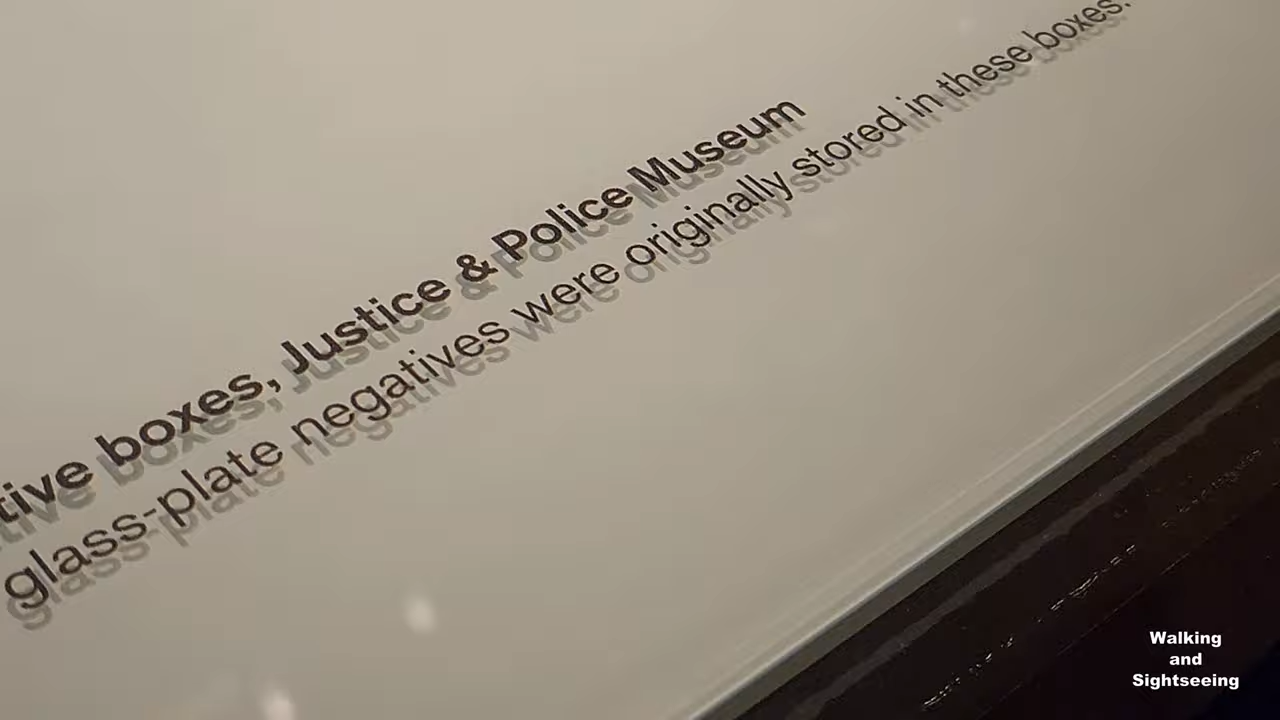 tive boxes, Justice & Police Museum
glass-plate negatives were originally stored in these boxes.
Walking
and
Sightseeing